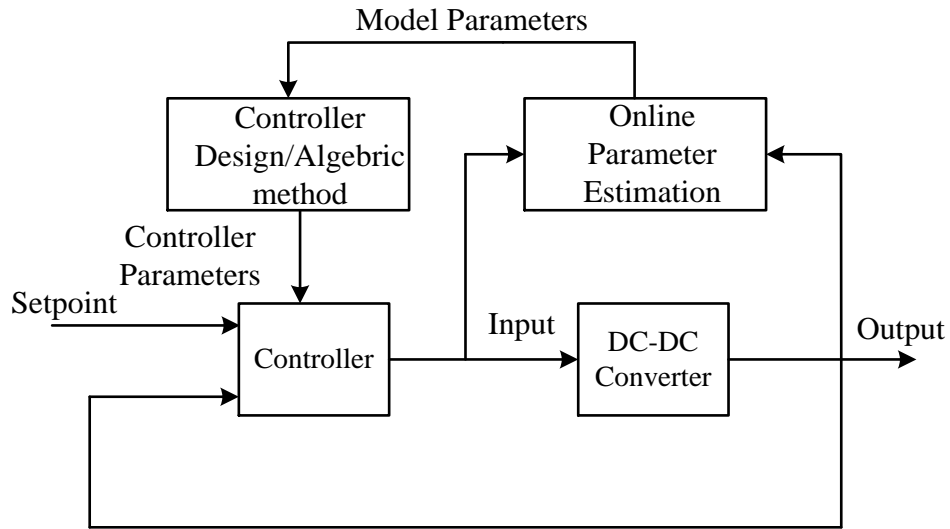 Model Parameters
Controller
Design/Algebric
method
Online
Parameter
Estimation
Controller
Parameters
Setpoint
Controller
Input
DC-DC
Converter
Output